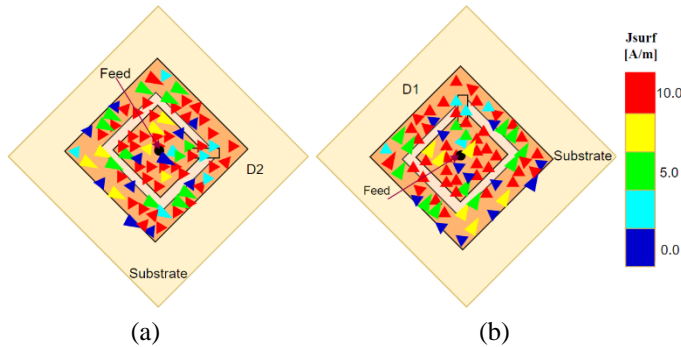 Feed
D2
Substrate
(a)
D1
Substrate
Feed
(b)
Jsurf
[A/m]
10.0
5.0
0.0